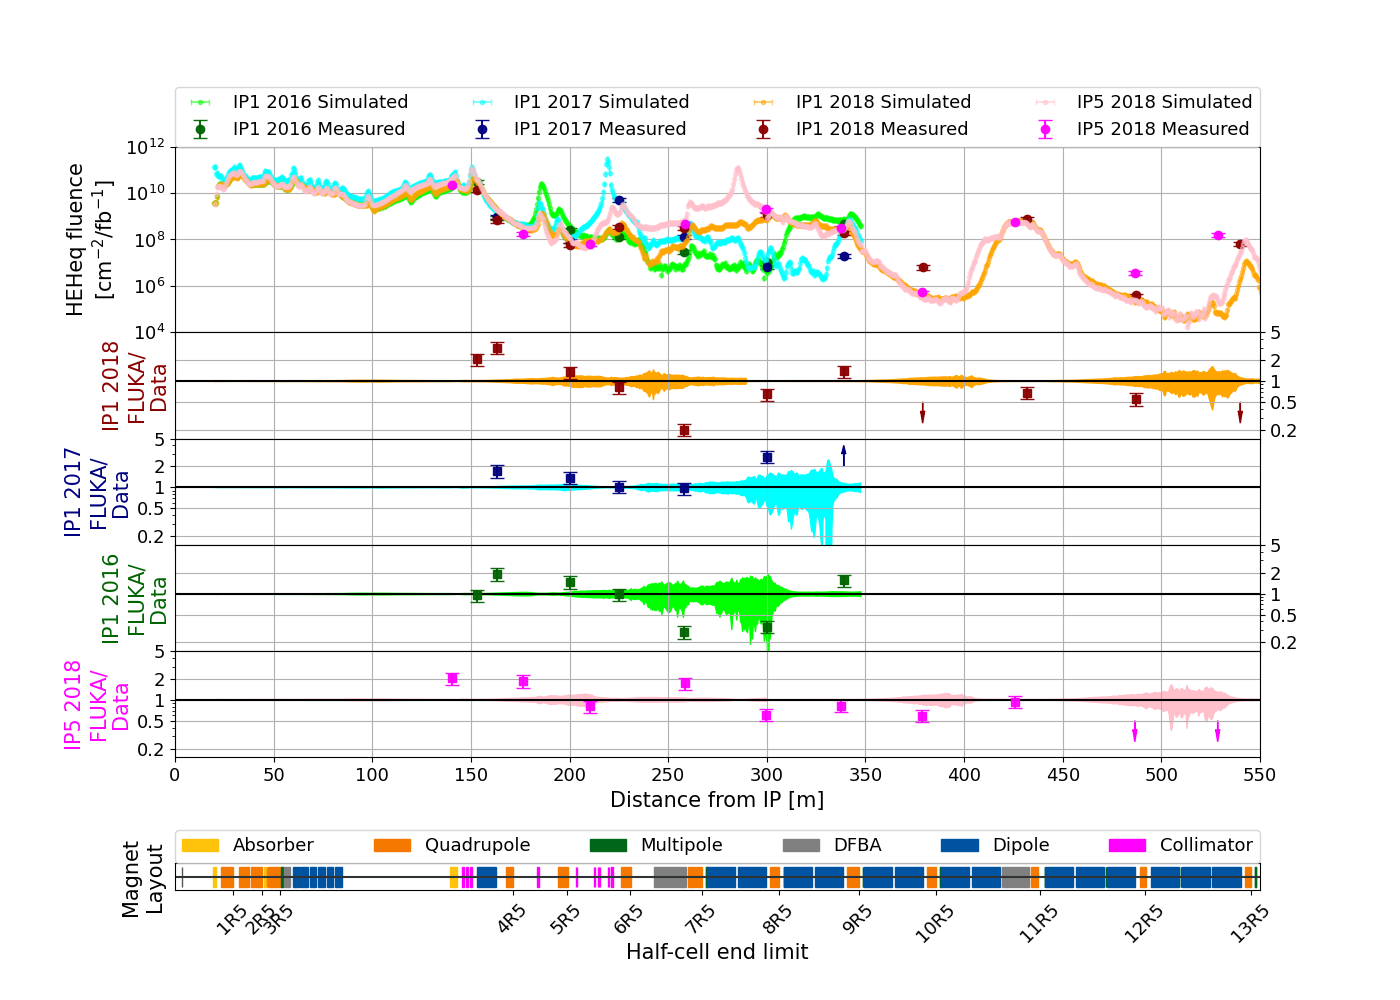 IP1 2016 Simulated IP1 2017 Simulated IP1 2018 Simulated IP5 2018 Simulated
IP1 2016 Measured IP1 2017 Measured IP1 2018 Measured IP5 2018 Measured
HEHeq fluence
[cm⁻²/fb⁻¹]
10¹²
10¹⁰
10⁸
10⁶
10⁴
IP1 2018
FLUKA/
Data
5
2
1
0.5
0.2
IP1 2017
FLUKA/
Data
5
2
1
0.5
0.2
IP1 2016
FLUKA/
Data
5
2
1
0.5
0.2
IP5 2018
FLUKA/
Data
5
2
1
0.5
0.2
0 50 100 150 200 250 300 350 400 450 500 550
Distance from IP [m]
Absorber Quadrupole Multipole DFBA Dipole Collimator
Magnet
Layout
1R5 2R5 3R5 4R5 5R5 6R5 7R5 8R5 9R5 10R5 11R5 12R5 13R5
Half-cell end limit